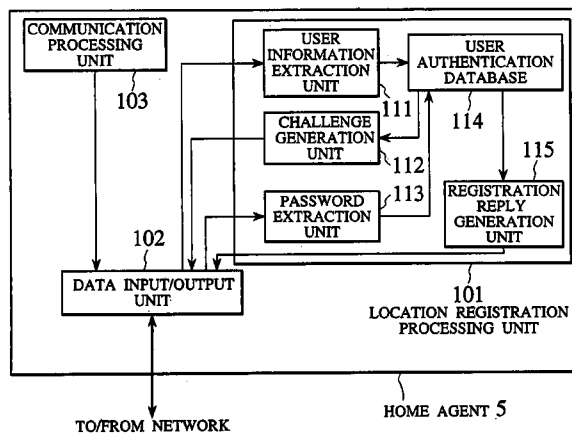 COMMUNICATION
PROCESSING
UNIT
103
USER
INFORMATION
EXTRACTION
UNIT
111
USER
AUTHENTICATION
DATABASE
114
CHALLENGE
GENERATION
UNIT
112
115
PASSWORD
EXTRACTION
UNIT
113
REGISTRATION
REPLY
GENERATION
UNIT
102
DATA INPUT/OUTPUT
UNIT
101
LOCATION REGISTRATION
PROCESSING UNIT
TO/FROM NETWORK
HOME AGENT 5